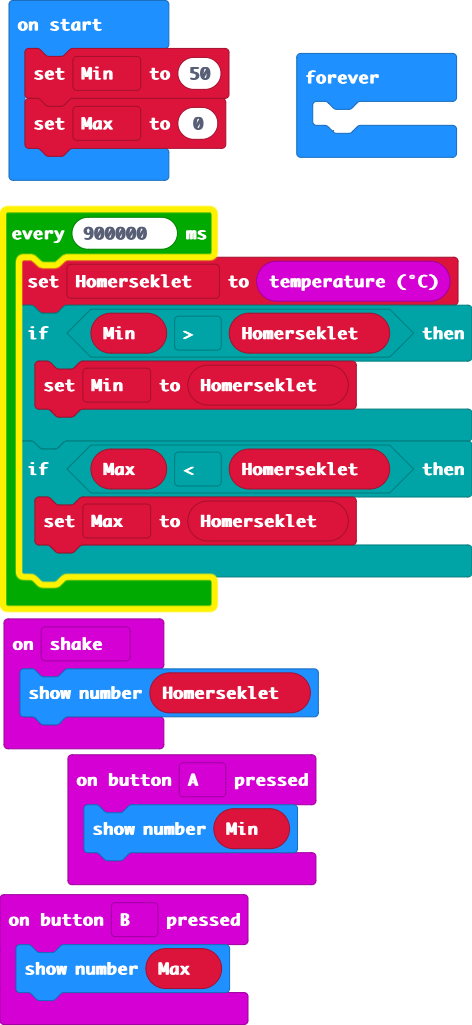 on start
set Min to 50
set Max to 0
forever
every 900000 ms
set Homerseklet to temperature (°C)
if Min > Homerseklet then
set Min to Homerseklet
if Max < Homerseklet then
set Max to Homerseklet
on shake
show number Homerseklet
on button A pressed
show number Min
on button B pressed
show number Max